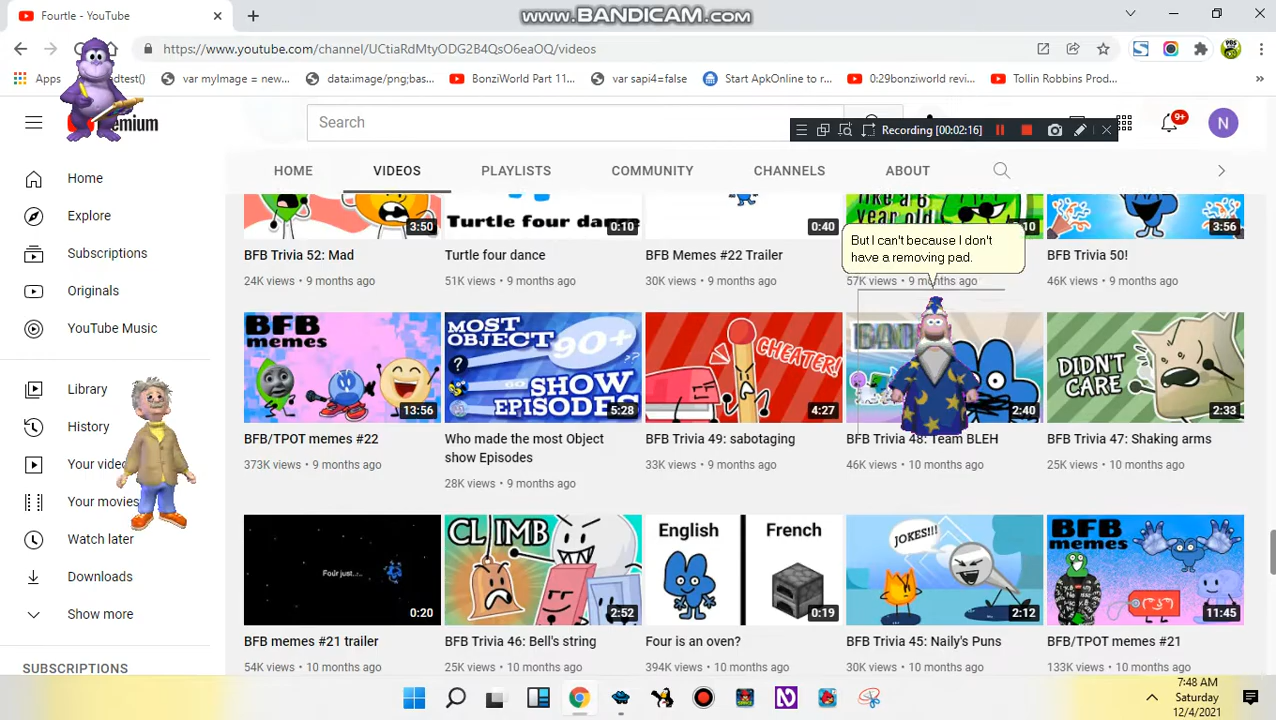 www.BANDICAM.com
Fourtle - YouTube
https://www.youtube.com/channel/UCtiaRdMtyODG2B4QsO6eaOQ/videos
Apps
var myImage = new...
data:image/png;bas...
BonziWorld Part 11...
var sapi4=false
Start ApkOnline to r...
0:29bonziworld revi...
Tollin Robbins Prod...
Search
Recording [00:02:16]
9+
N
HOME VIDEOS PLAYLISTS COMMUNITY CHANNELS ABOUT
Home
Explore
Subscriptions
Originals
YouTube Music
Library
History
Your movies
Watch later
Downloads
Show more
SUBSCRIPTIONS
3:50
Turtle four dance
0:10
0:40
like a 6
year old
3:56
BFB Trivia 52: Mad
24K views • 9 months ago
Turtle four dance
51K views • 9 months ago
BFB Memes #22 Trailer
30K views • 9 months ago
But I can't because I don't
have a removing pad.
57K views • 9 months ago
BFB Trivia 50!
46K views • 9 months ago
BFB
memes
13:56
MOST
OBJECT
90+
SHOW
EPISODES
5:28
CHEATER!
4:27
2:40
DIDN'T
CARE
2:33
BFB/TPOT memes #22
373K views • 9 months ago
Who made the most Object
show Episodes
28K views • 9 months ago
BFB Trivia 49: sabotaging
33K views • 9 months ago
BFB Trivia 48: Team BLEH
46K views • 10 months ago
BFB Trivia 47: Shaking arms
25K views • 10 months ago
Four just...
0:20
CLIMB
2:52
English
French
0:19
JOKES!!!
2:12
BFB
memes
11:45
BFB memes #21 trailer
54K views • 10 months ago
BFB Trivia 46: Bell's string
25K views • 10 months ago
Four is an oven?
394K views • 10 months ago
BFB Trivia 45: Naily's Puns
30K views • 10 months ago
BFB/TPOT memes #21
133K views • 10 months ago
7:48 AM
Saturday
12/4/2021